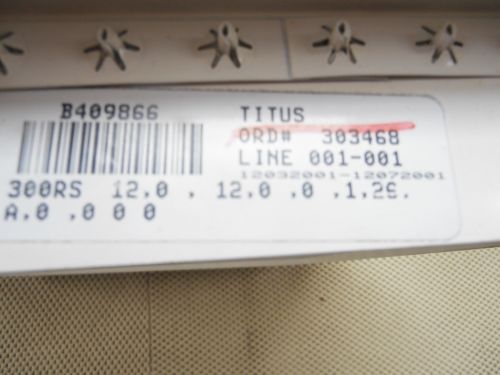 B409866 TITUS
ORD# 303468
LINE 001-001
12032001-12072001
300RS 12.0 . 12.0 .0 .1.25.
A.0 .0 0 0